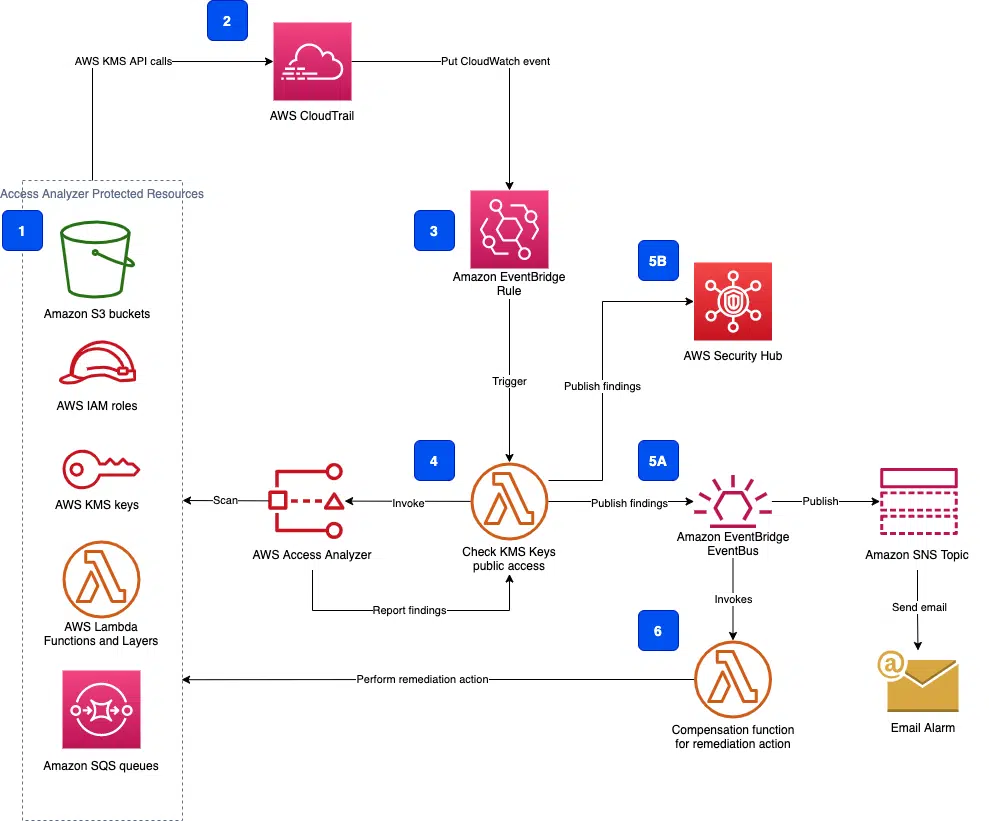 2
AWS KMS API calls
Put CloudWatch event
AWS CloudTrail
Access Analyzer Protected Resources
1
3
Amazon S3 buckets
Amazon EventBridge
Rule
5B
AWS Security Hub
AWS IAM roles
Trigger
Publish findings
4
5A
AWS KMS keys
Scan
Invoke
Publish findings
Publish
AWS Access Analyzer
Check KMS Keys
public access
Amazon EventBridge
EventBus
Amazon SNS Topic
Report findings
Invokes
Send email
AWS Lambda
Functions and Layers
6
Perform remediation action
@
Compensation function
for remediation action
Email Alarm
Amazon SQS queues